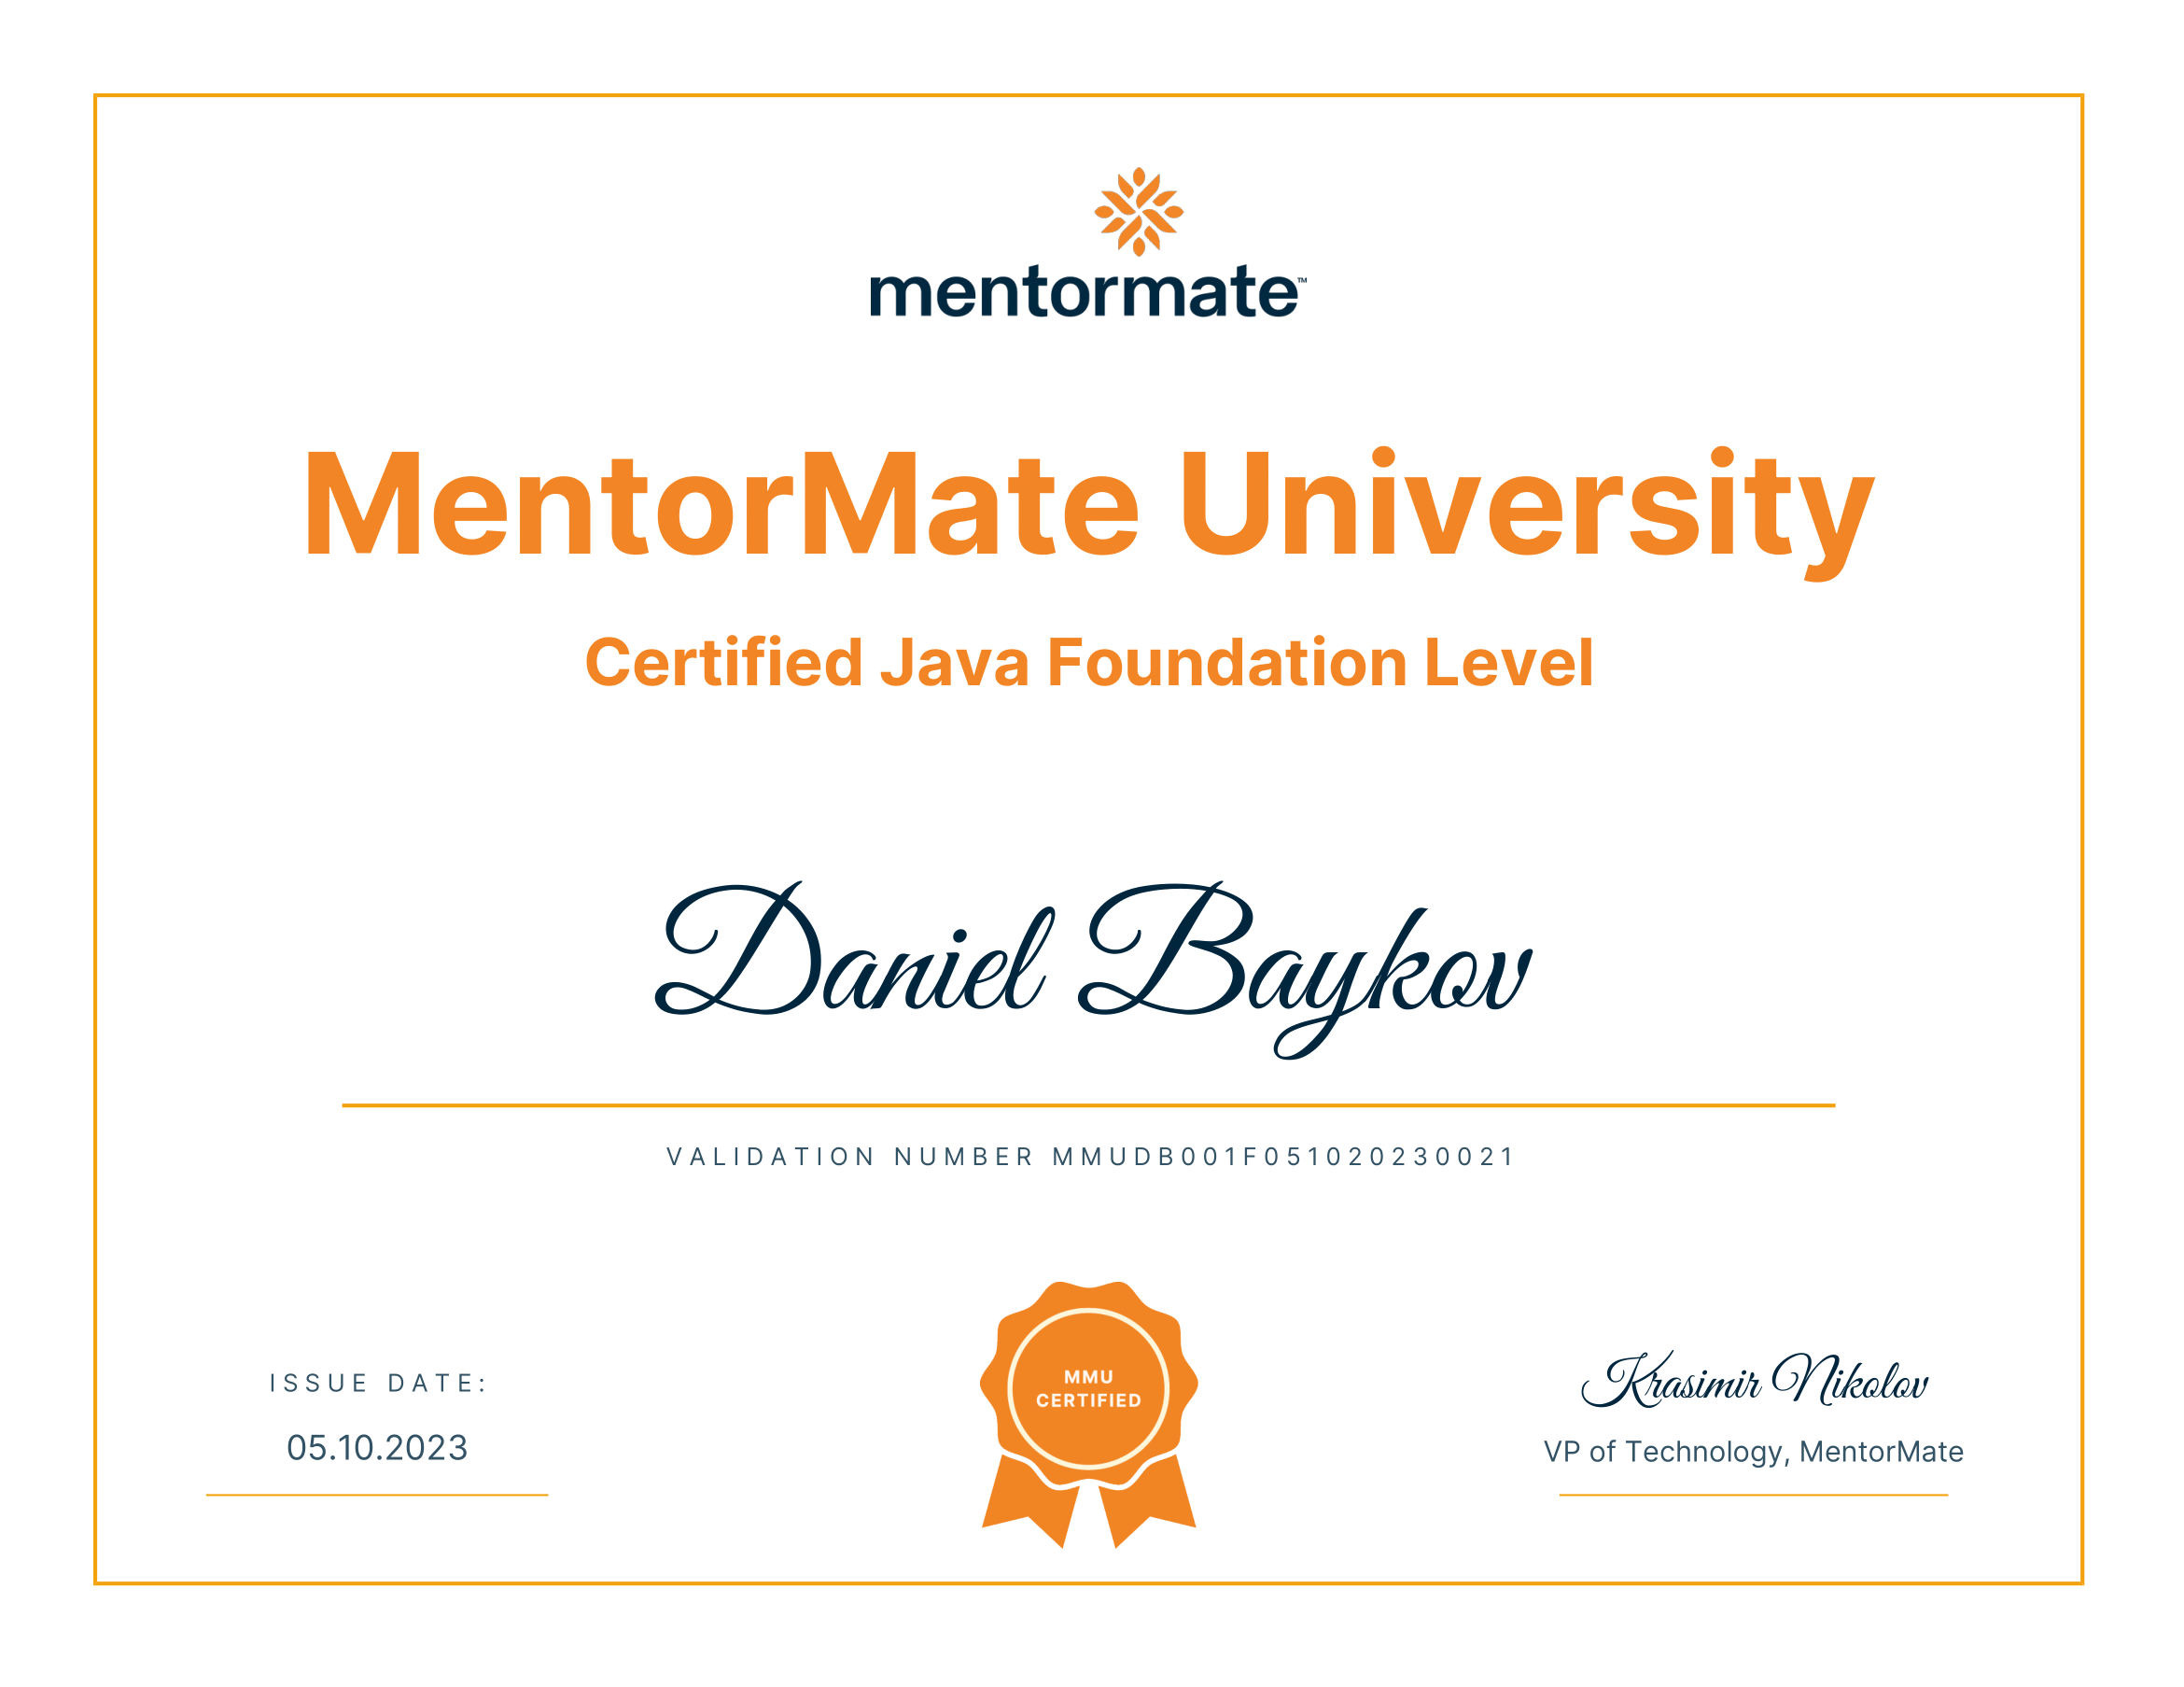 mentormate™
MentorMate University
Certified Java Foundation Level
Daniel Baykov
VALIDATION NUMBER MMUDB001F051020230021
MMU
CERTIFIED
ISSUE DATE:
05.10.2023
Krasimir Nikolov
VP of Technology, MentorMate